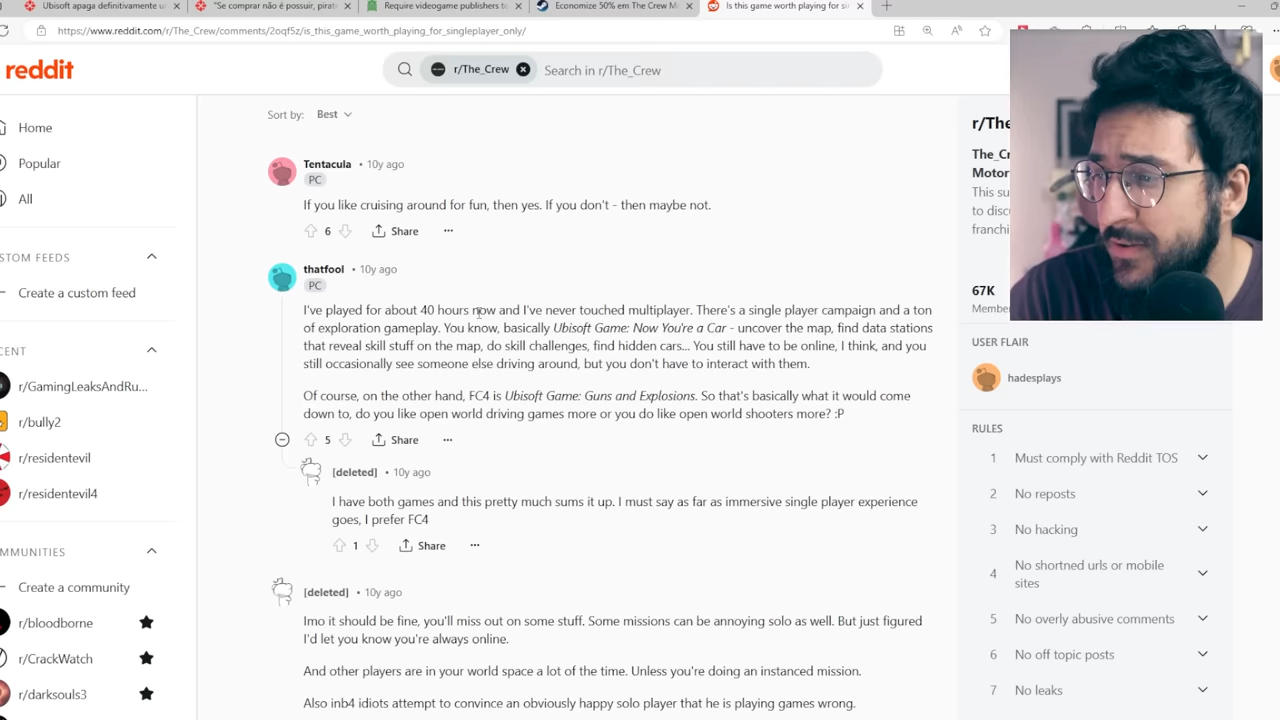 Ubisoft apaga definitivamente u
"Se comprar não é possuir, pirate
Require videogame publishers to
Economize 50% em The Crew M
Is this game worth playing for si
https://www.reddit.com/r/The_Crew/comments/2oqf5z/is_this_game_worth_playing_for_singleplayer_only/
reddit
r/The_Crew
Search in r/The_Crew
Home
Popular
All
STOM FEEDS
Create a custom feed
CENT
r/GamingLeaksAndRu...
r/bully2
r/residentevil
r/residentevil4
MMUNITIES
Create a community
r/bloodborne
r/CrackWatch
r/darksouls3
Sort by: Best
Tentacula • 10y ago
PC
If you like cruising around for fun, then yes. If you don't - then maybe not.
6 Share
thatfool • 10y ago
PC
I've played for about 40 hours now and I've never touched multiplayer. There's a single player campaign and a ton
of exploration gameplay. You know, basically Ubisoft Game: Now You're a Car - uncover the map, find data stations
that reveal skill stuff on the map, do skill challenges, find hidden cars... You still have to be online, I think, and you
still occasionally see someone else driving around, but you don't have to interact with them.
Of course, on the other hand, FC4 is Ubisoft Game: Guns and Explosions. So that's basically what it would come
down to, do you like open world driving games more or you do like open world shooters more? :P
5 Share
[deleted] • 10y ago
I have both games and this pretty much sums it up. I must say as far as immersive single player experience
goes, I prefer FC4
1 Share
[deleted] • 10y ago
Imo it should be fine, you'll miss out on some stuff. Some missions can be annoying solo as well. But just figured
I'd let you know you're always online.
And other players are in your world space a lot of the time. Unless you're doing an instanced mission.
Also inb4 idiots attempt to convince an obviously happy solo player that he is playing games wrong.
r/The
The_Cr
Motor
This su
to discu
franchi
67K
Membe
USER FLAIR
hadesplays
RULES
1 Must comply with Reddit TOS
2 No reposts
3 No hacking
4 No shortned urls or mobile
sites
5 No overly abusive comments
6 No off topic posts
7 No leaks